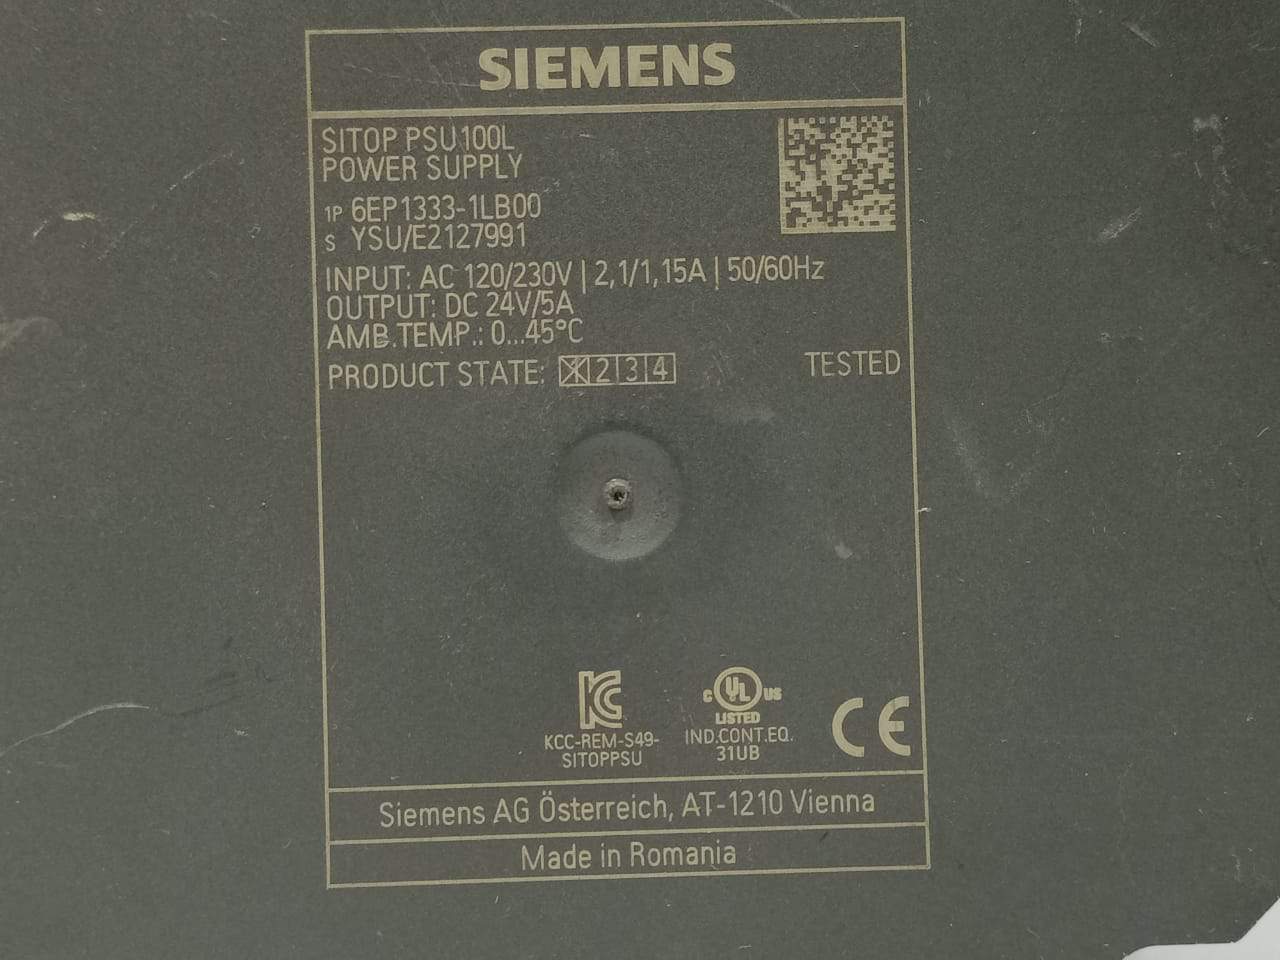 SIEMENS
SITOP PSU100L
POWER SUPPLY
1P 6EP1333-1LB00
S YSU/E2127991
INPUT: AC 120/230V | 2,1/1,15A | 50/60Hz
OUTPUT: DC 24V/5A
AMB.TEMP.: 0...45°C
PRODUCT STATE: X 2 3 4 TESTED
KCC-REM-S49-
SITOPPSU
C UL US
LISTED
IND.CONT.EQ.
31UB
CE
Siemens AG Österreich, AT-1210 Vienna
Made in Romania